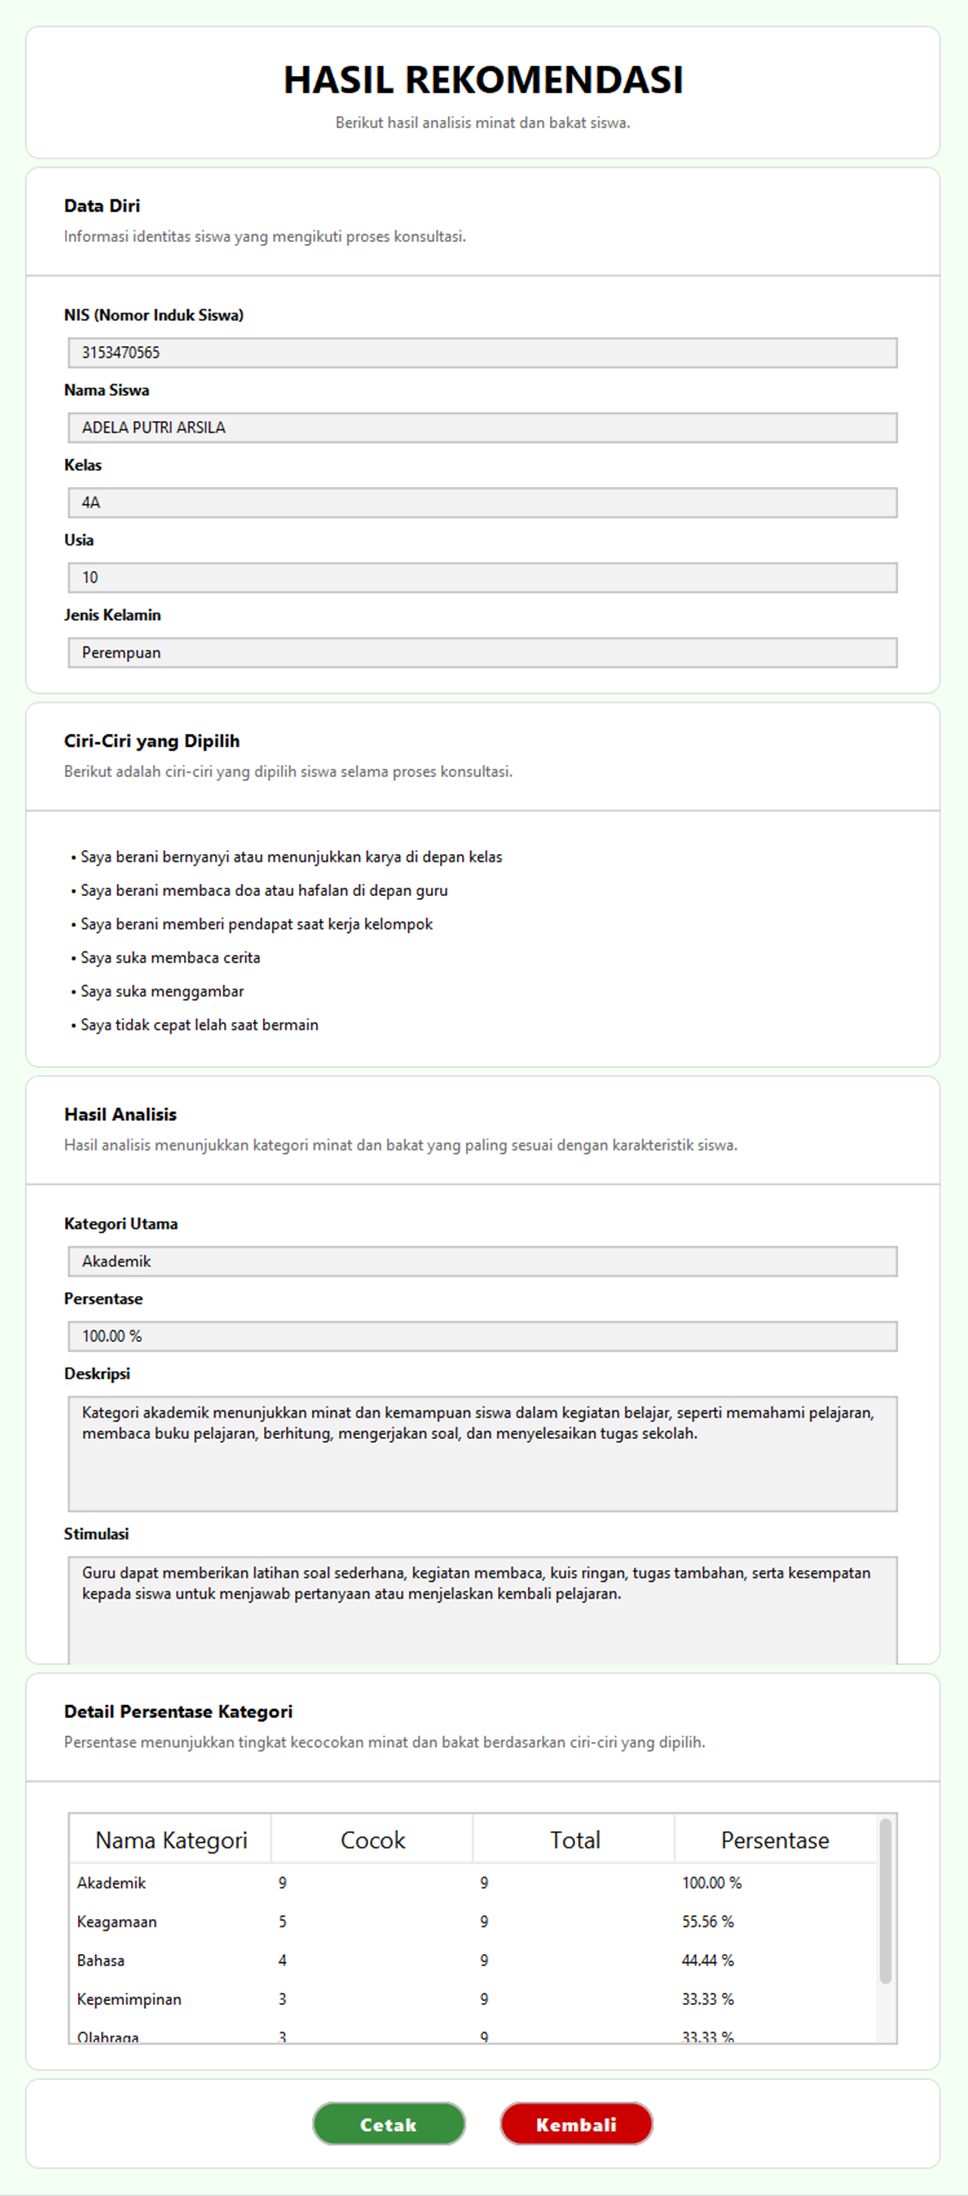 HASIL REKOMENDASI
Berikut hasil analisis minat dan bakat siswa.
Data Diri
Informasi identitas siswa yang mengikuti proses konsultasi.
NIS (Nomor Induk Siswa)
3153470565
Nama Siswa
ADELA PUTRI ARSILA
Kelas
4A
Usia
10
Jenis Kelamin
Perempuan
Ciri-Ciri yang Dipilih
Berikut adalah ciri-ciri yang dipilih siswa selama proses konsultasi.
• Saya berani bernyanyi atau menunjukkan karya di depan kelas
• Saya berani membaca doa atau hafalan di depan guru
• Saya berani memberi pendapat saat kerja kelompok
• Saya suka membaca cerita
• Saya suka menggambar
• Saya tidak cepat lelah saat bermain
Hasil Analisis
Hasil analisis menunjukkan kategori minat dan bakat yang paling sesuai dengan karakteristik siswa.
Kategori Utama
Akademik
Persentase
100.00 %
Deskripsi
Kategori akademik menunjukkan minat dan kemampuan siswa dalam kegiatan belajar, seperti memahami pelajaran,
membaca buku pelajaran, berhitung, mengerjakan soal, dan menyelesaikan tugas sekolah.
Stimulasi
Guru dapat memberikan latihan soal sederhana, kegiatan membaca, kuis ringan, tugas tambahan, serta kesempatan
kepada siswa untuk menjawab pertanyaan atau menjelaskan kembali pelajaran.
Detail Persentase Kategori
Persentase menunjukkan tingkat kecocokan minat dan bakat berdasarkan ciri-ciri yang dipilih.
Nama Kategori Cocok Total Persentase
Akademik 9 9 100.00 %
Keagamaan 5 9 55.56 %
Bahasa 4 9 44.44 %
Kepemimpinan 3 9 33.33 %
Olahraga 3 9 33.33 %
Cetak Kembali